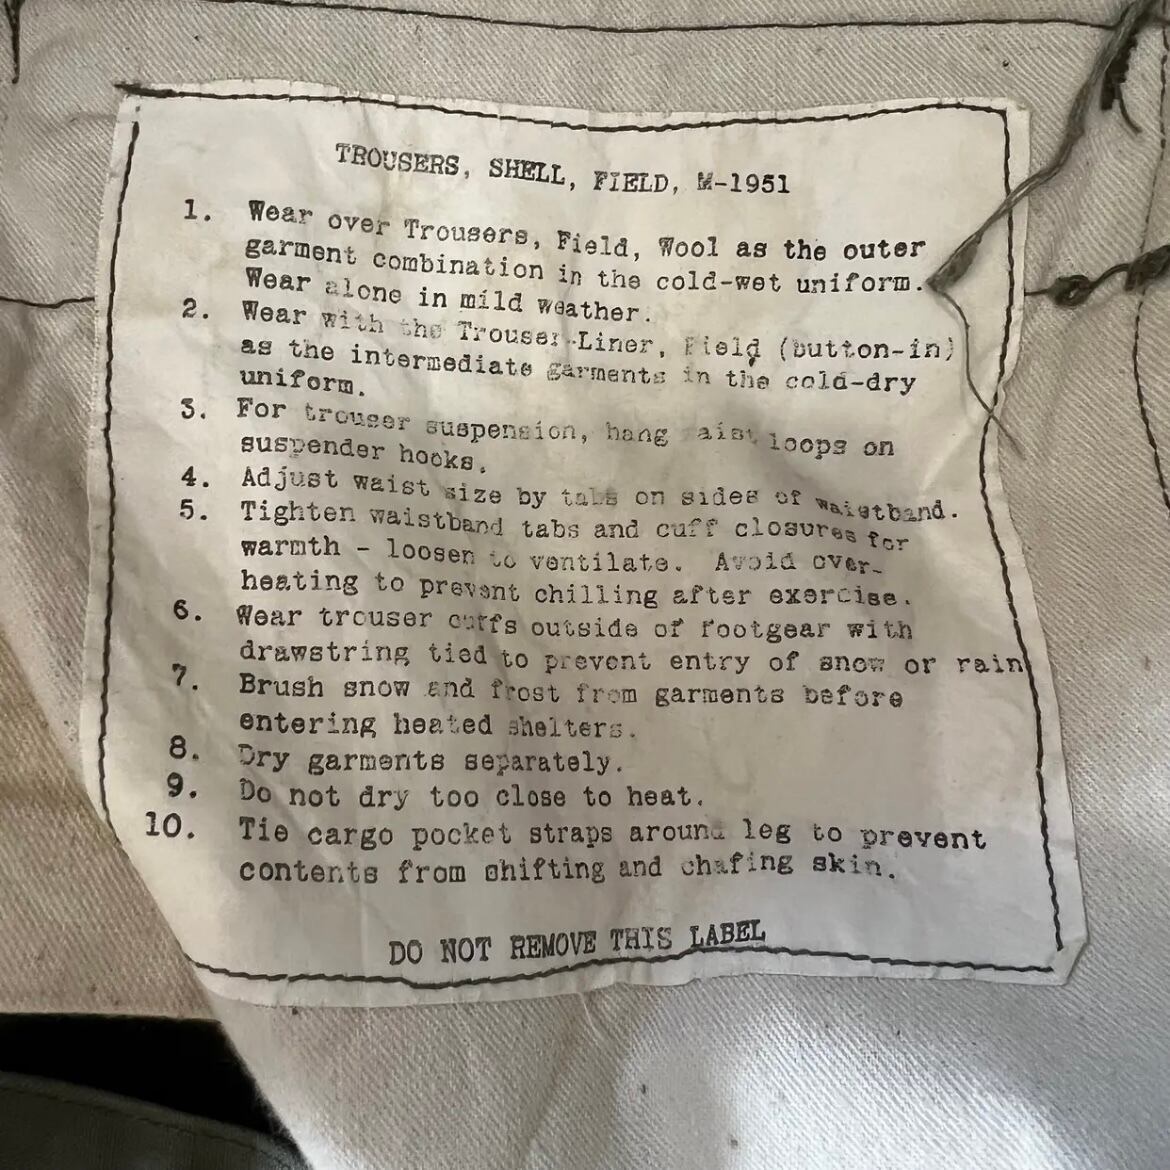 TROUSERS, SHELL, FIELD, M-1951
1. Wear over Trousers, Field, Wool as the outer
garment combination in the cold-wet uniform.
Wear alone in mild weather.
2. Wear with the Trouser-Liner, Field (button-in)
as the intermediate garments in the cold-dry
uniform.
3. For trouser suspension, hang waist loops on
suspender hooks.
4. Adjust waist size by tabs on sides of waistband.
5. Tighten waistband tabs and cuff closures for
warmth - loosen to ventilate. Avoid over-
heating to prevent chilling after exercise.
6. Wear trouser cuffs outside of footgear with
drawstring tied to prevent entry of snow or rain
7. Brush snow and frost from garments before
entering heated shelters.
8. Dry garments separately.
9. Do not dry too close to heat.
10. Tie cargo pocket straps around leg to prevent
contents from shifting and chafing skin.
DO NOT REMOVE THIS LABEL